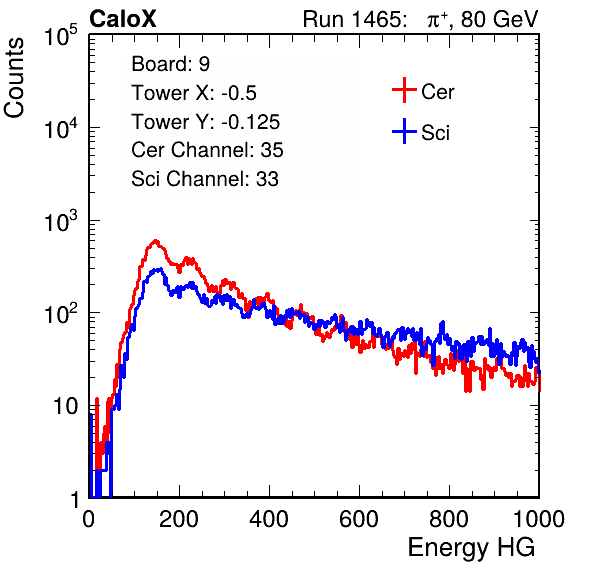 CaloX Run 1465: π⁺, 80 GeV
Counts
10⁵
10⁴
10³
10²
10
1
Board: 9
Tower X: -0.5
Tower Y: -0.125
Cer Channel: 35
Sci Channel: 33
Cer
Sci
0 200 400 600 800 1000
Energy HG